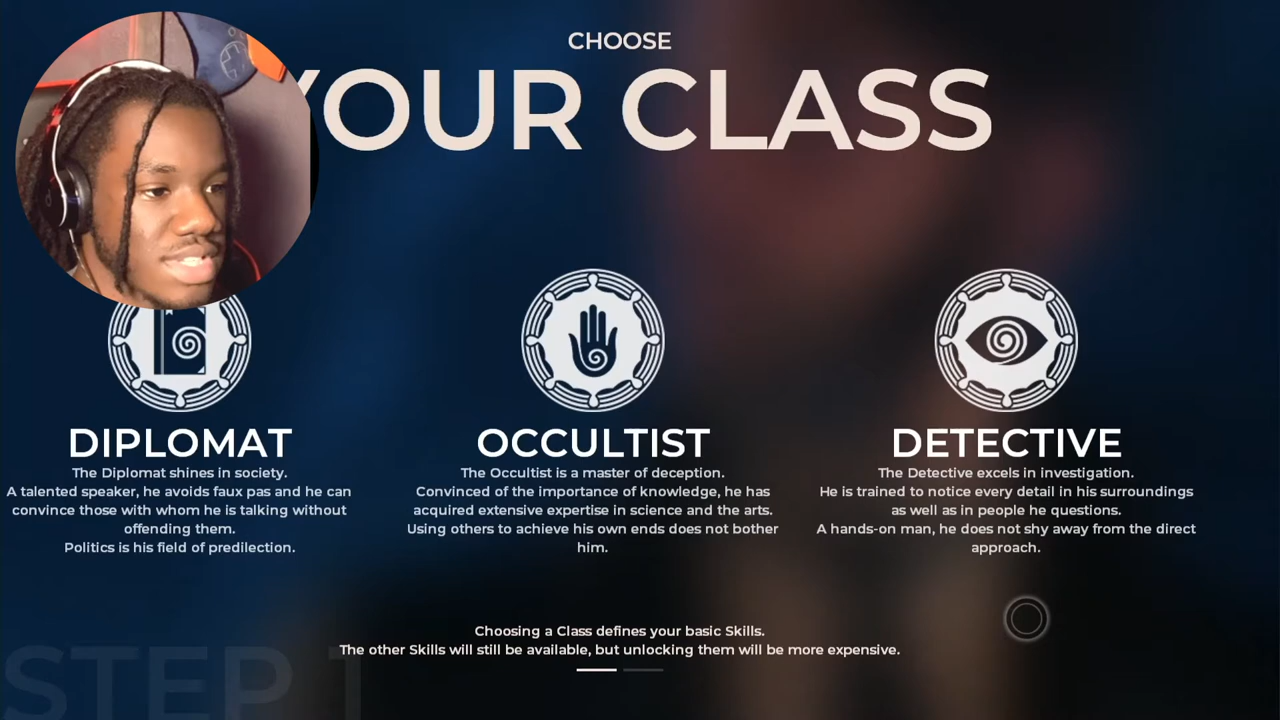 CHOOSE
YOUR CLASS
DIPLOMAT
The Diplomat shines in society.
A talented speaker, he avoids faux pas and he can
convince those with whom he is talking without
offending them.
Politics is his field of predilection.
OCCULTIST
The Occultist is a master of deception.
Convinced of the importance of knowledge, he has
acquired extensive expertise in science and the arts.
Using others to achieve his own ends does not bother
him.
DETECTIVE
The Detective excels in investigation.
He is trained to notice every detail in his surroundings
as well as in people he questions.
A hands-on man, he does not shy away from the direct
approach.
Choosing a Class defines your basic Skills.
The other Skills will still be available, but unlocking them will be more expensive.
STEP 1